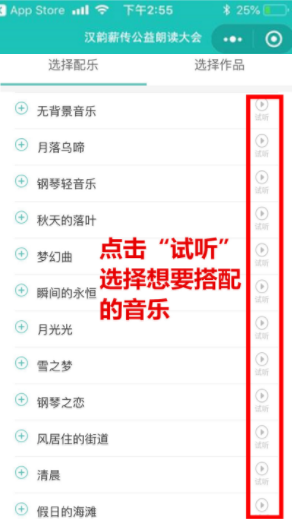 App Store 下午2:55 25%
汉韵薪传公益朗读大会
选择配乐 选择作品
无背景音乐 试听
月落乌啼 试听
钢琴轻音乐 试听
秋天的落叶 试听
梦幻曲 试听
瞬间的永恒 试听
月光光 试听
雪之梦 试听
钢琴之恋 试听
风居住的街道 试听
清晨 试听
假日的海滩 试听
点击“试听”
选择想要搭配
的音乐